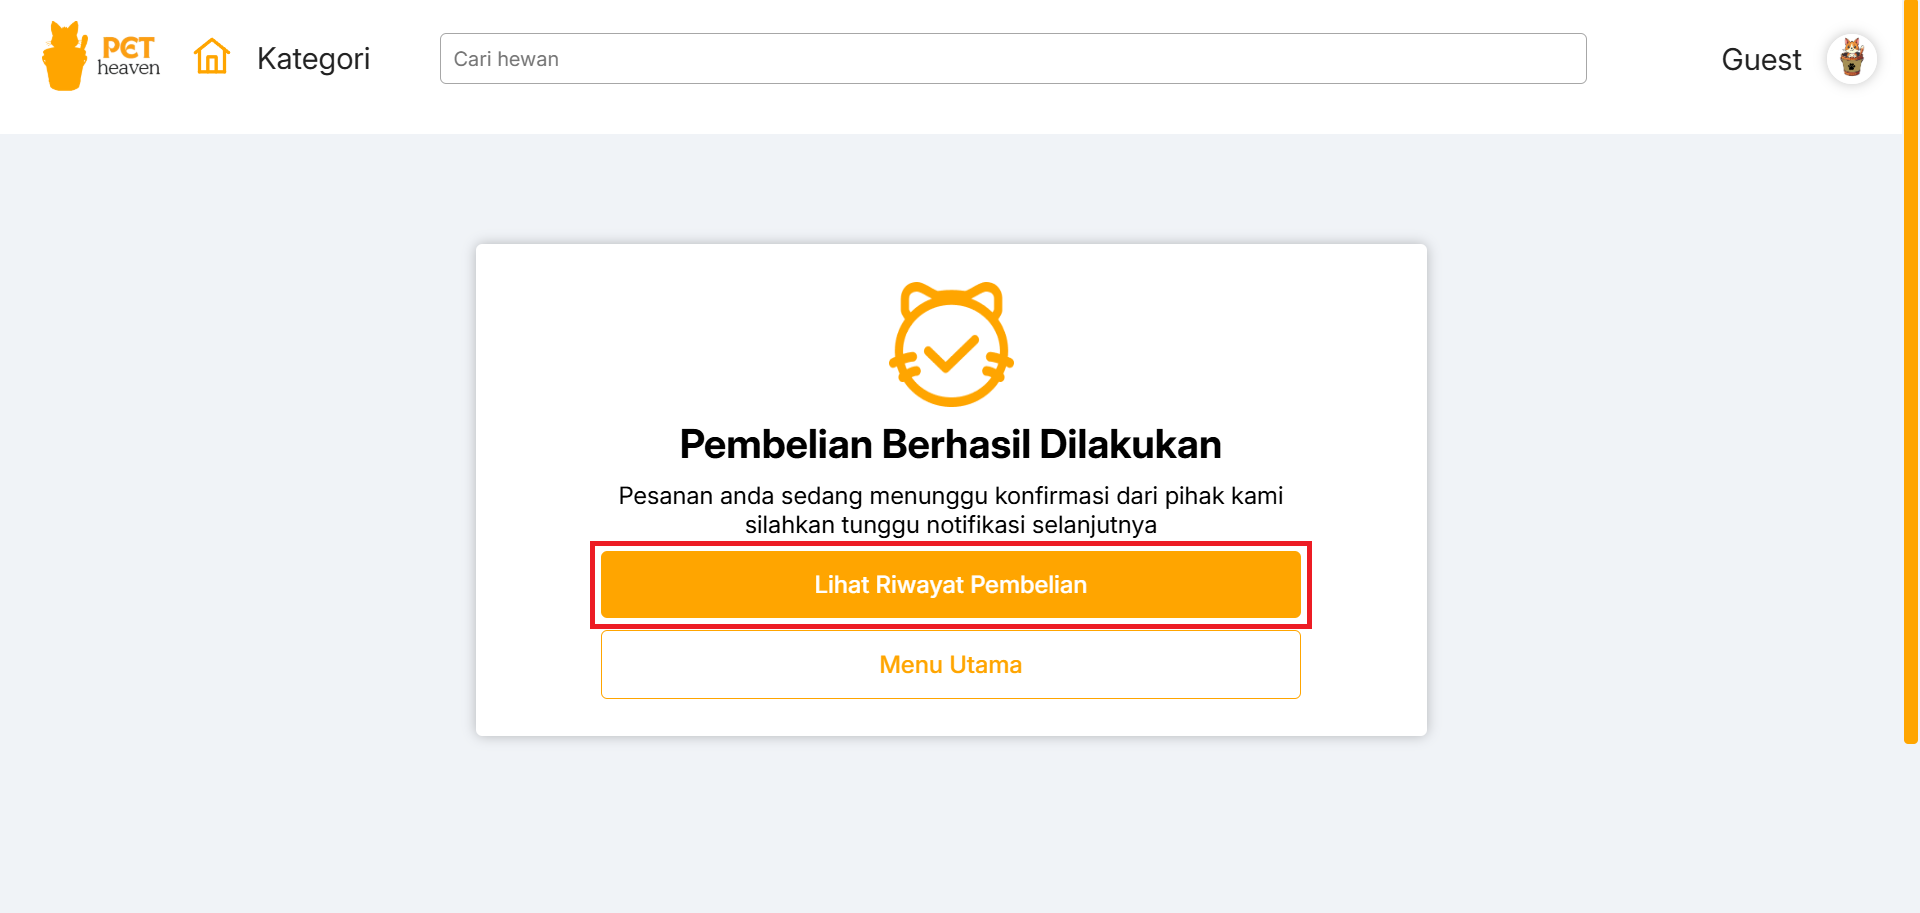 PET
heaven
Kategori
Cari hewan
Guest
Pembelian Berhasil Dilakukan
Pesanan anda sedang menunggu konfirmasi dari pihak kami
silahkan tunggu notifikasi selanjutnya
Lihat Riwayat Pembelian
Menu Utama